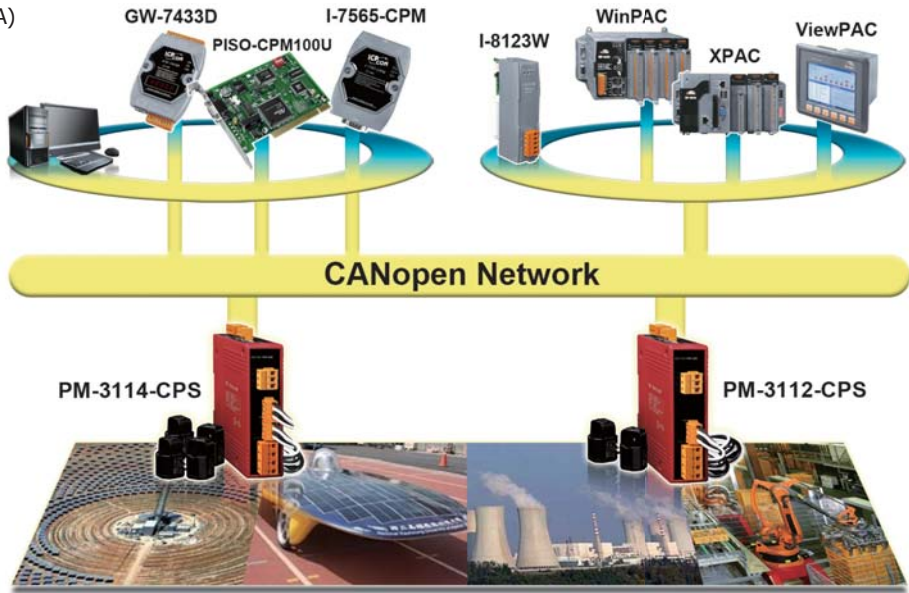 A)
GW-7433D
I-7565-CPM
PISO-CPM100U
I-8123W
WinPAC
XPAC
ViewPAC
CANopen Network
PM-3114-CPS
PM-3112-CPS